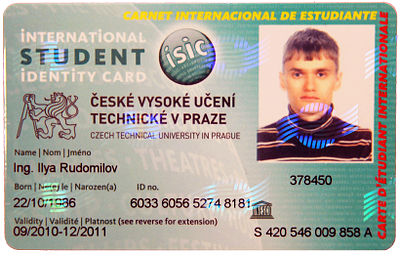 CARNET INTERNACIONAL DE ESTUDIANTE
INTERNATIONAL
STUDENT
IDENTITY CARD
isic
ČESKÉ VYSOKÉ UČENÍ
TECHNICKÉ V PRAZE
CZECH TECHNICAL UNIVERSITY IN PRAGUE
Name | Nom | Jméno
Ing. Ilya Rudomilov
378450
Born | Né(e) le | Narozen(a) ID no.
22/10/1986 6033 6056 5274 8181
UNESCO
Validity | Validité | Platnost (see reverse for extension)
09/2010-12/2011
S 420 546 009 858 A
CARTE D'ÉTUDIANT INTERNATIONALE